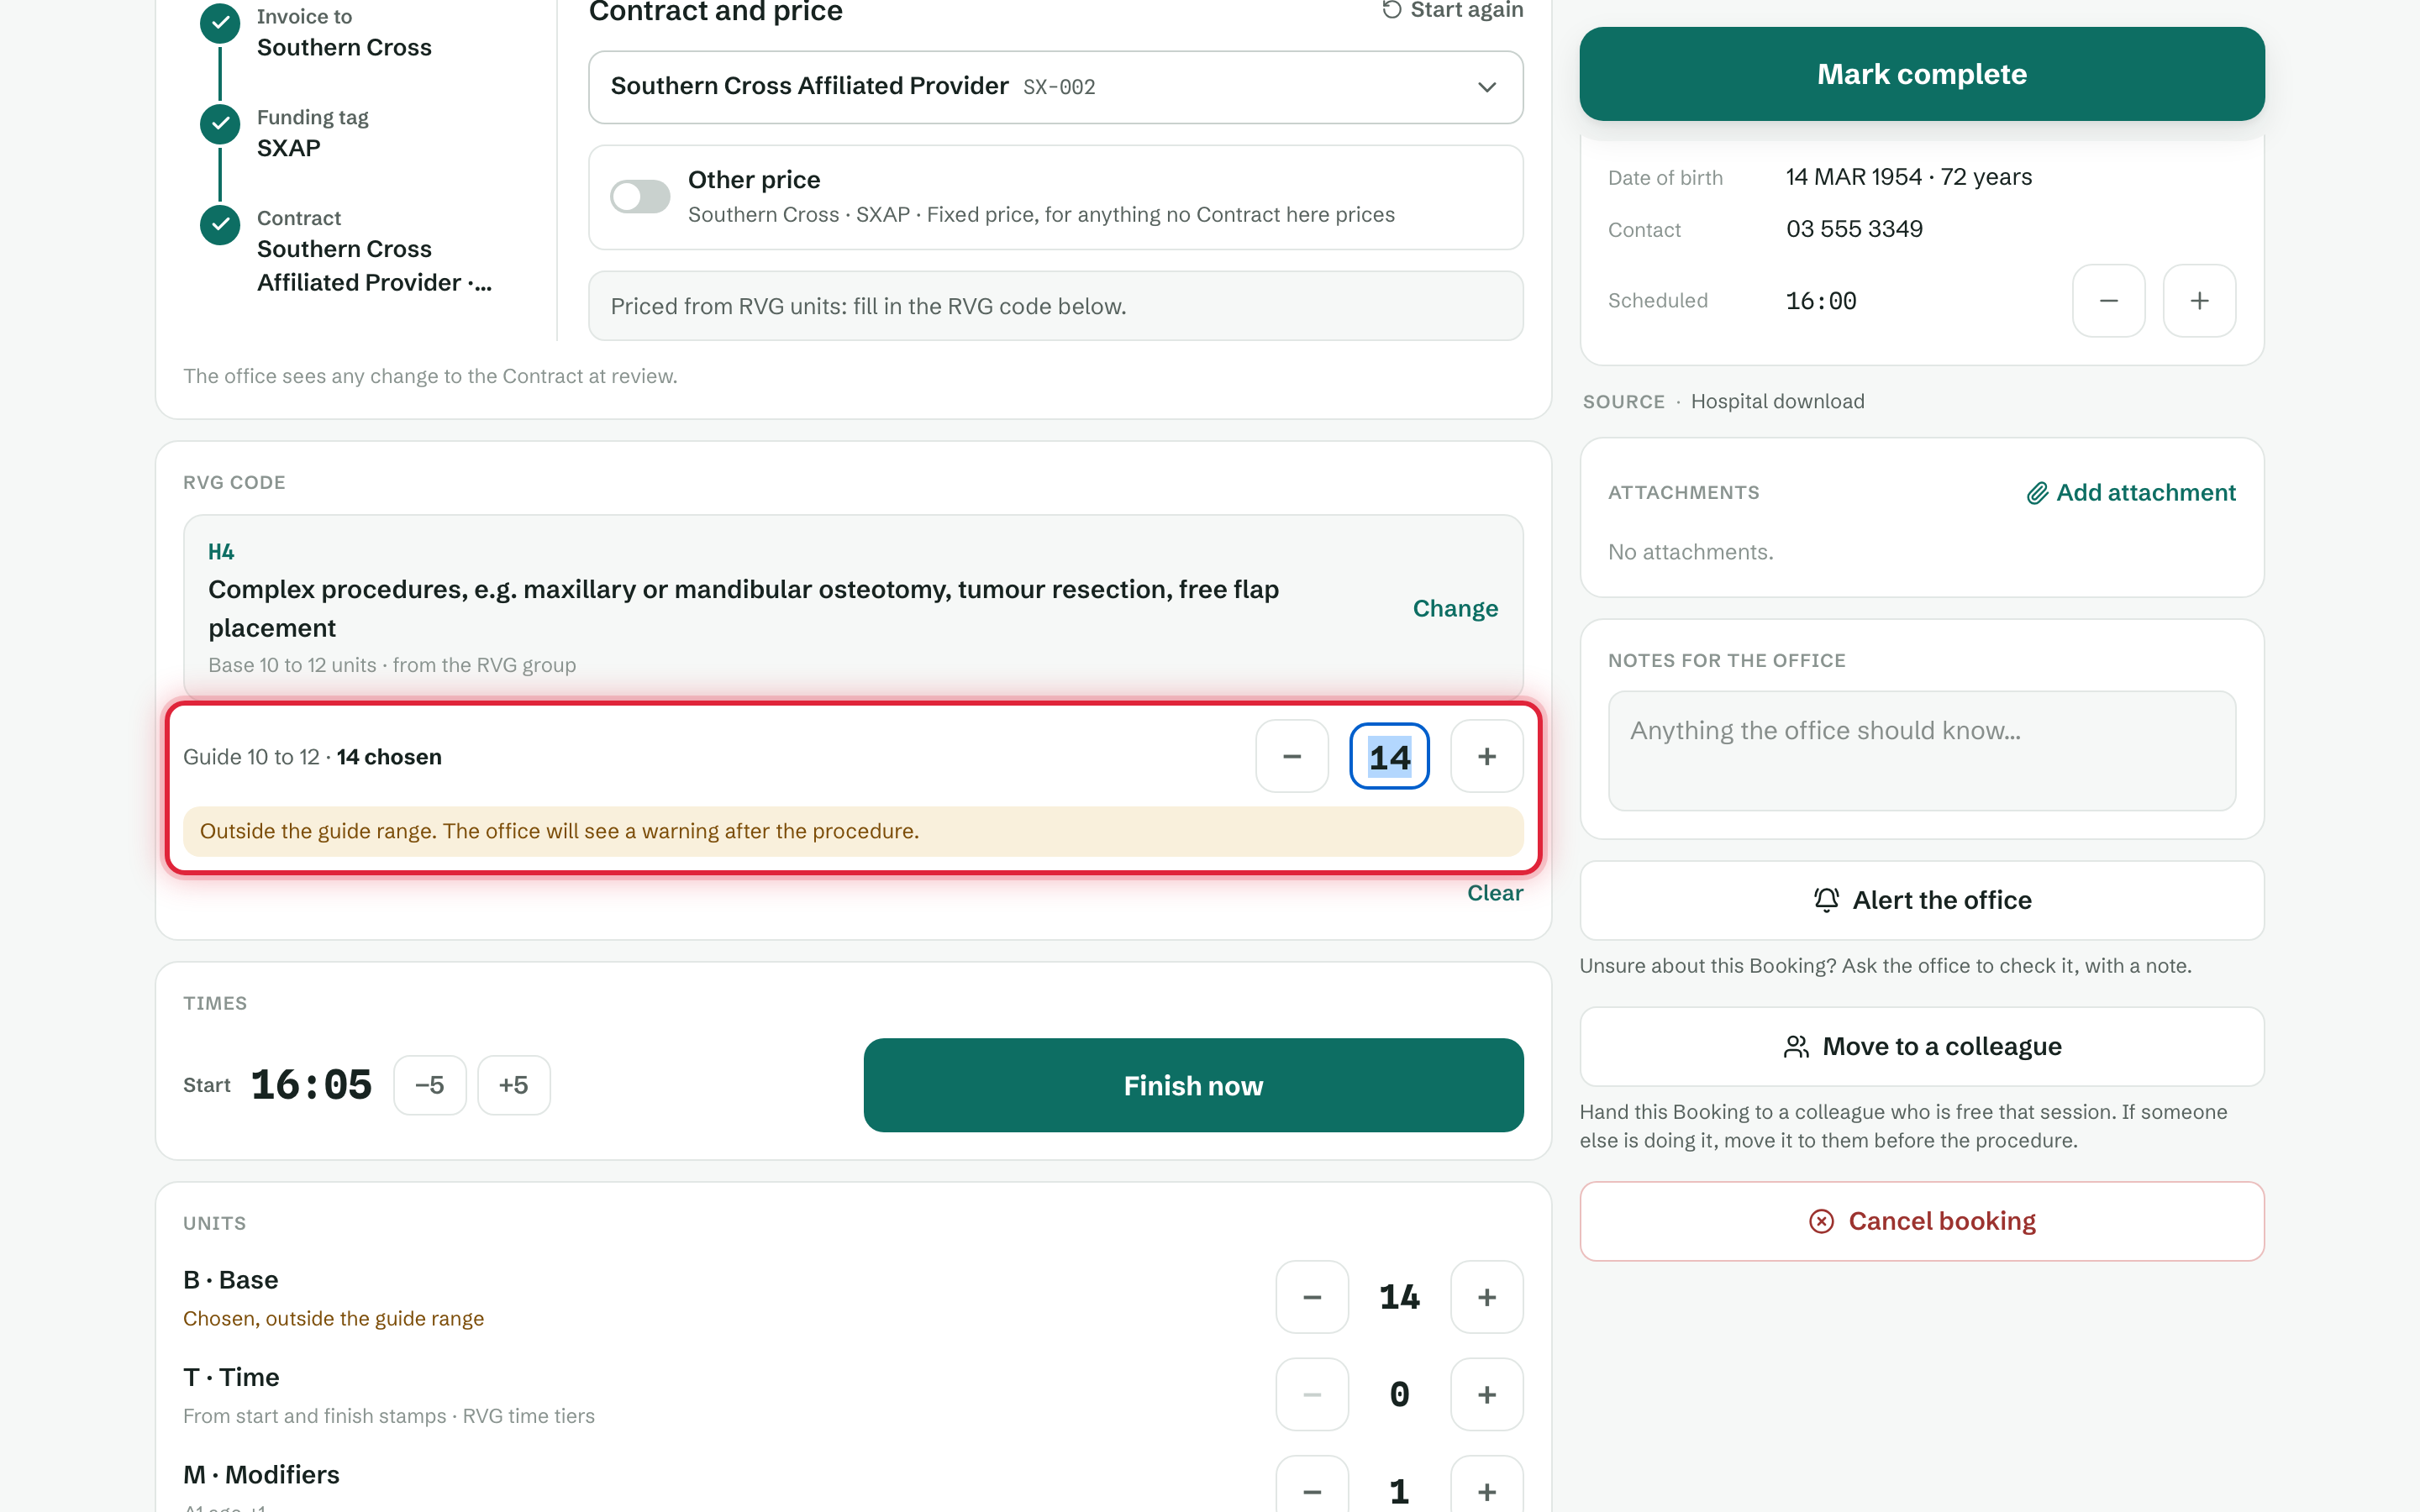 Invoice to
Southern Cross
Funding tag
SXAP
Contract
Southern Cross
Affiliated Provider ·...
Contract and price
Start again
Southern Cross Affiliated Provider SX-002
Other price
Southern Cross · SXAP · Fixed price, for anything no Contract here prices
Priced from RVG units: fill in the RVG code below.
The office sees any change to the Contract at review.
RVG CODE
H4
Complex procedures, e.g. maxillary or mandibular osteotomy, tumour resection, free flap
placement
Base 10 to 12 units · from the RVG group
Change
Guide 10 to 12 · 14 chosen
− 14 +
Outside the guide range. The office will see a warning after the procedure.
Clear
TIMES
Start 16:05 −5 +5
Finish now
UNITS
B · Base
Chosen, outside the guide range
− 14 +
T · Time
From start and finish stamps · RVG time tiers
− 0 +
M · Modifiers
− 1 +
Mark complete
Date of birth 14 MAR 1954 · 72 years
Contact 03 555 3349
Scheduled 16:00 − +
SOURCE · Hospital download
ATTACHMENTS
Add attachment
No attachments.
NOTES FOR THE OFFICE
Anything the office should know...
Alert the office
Unsure about this Booking? Ask the office to check it, with a note.
Move to a colleague
Hand this Booking to a colleague who is free that session. If someone
else is doing it, move it to them before the procedure.
Cancel booking